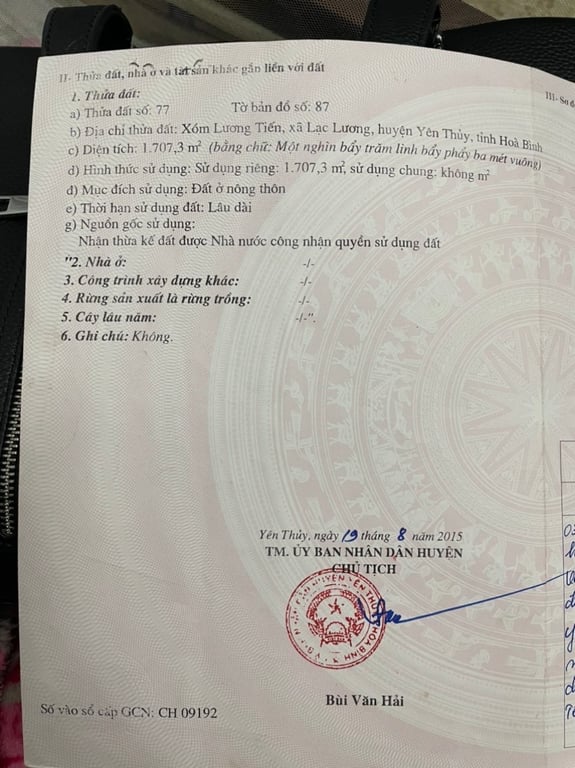 II- Thửa đất, nhà ở và tài sản khác gắn liền với đất
III- Sơ đ
1. Thửa đất:
a) Thửa đất số: 77 Tờ bản đồ số: 87
b) Địa chỉ thửa đất: Xóm Lương Tiến, xã Lạc Lương, huyện Yên Thủy, tỉnh Hoà Bình
c) Diện tích: 1.707,3 m² (bằng chữ: Một nghìn bẩy trăm linh bẩy phẩy ba mét vuông)
d) Hình thức sử dụng: Sử dụng riêng: 1.707,3 m², sử dụng chung: không m²
đ) Mục đích sử dụng: Đất ở nông thôn
e) Thời hạn sử dụng đất: Lâu dài
g) Nguồn gốc sử dụng:
Nhận thừa kế đất được Nhà nước công nhận quyền sử dụng đất
"2. Nhà ở: -/-
3. Công trình xây dựng khác: -/-
4. Rừng sản xuất là rừng trồng: -/-
5. Cây lâu năm: -/-".
6. Ghi chú: Không.
Yên Thủy, ngày 19 tháng 8 năm 2015
TM. ỦY BAN NHÂN DÂN HUYỆN
CHỦ TỊCH
Bùi Văn Hải
Số vào sổ cấp GCN: CH 09192